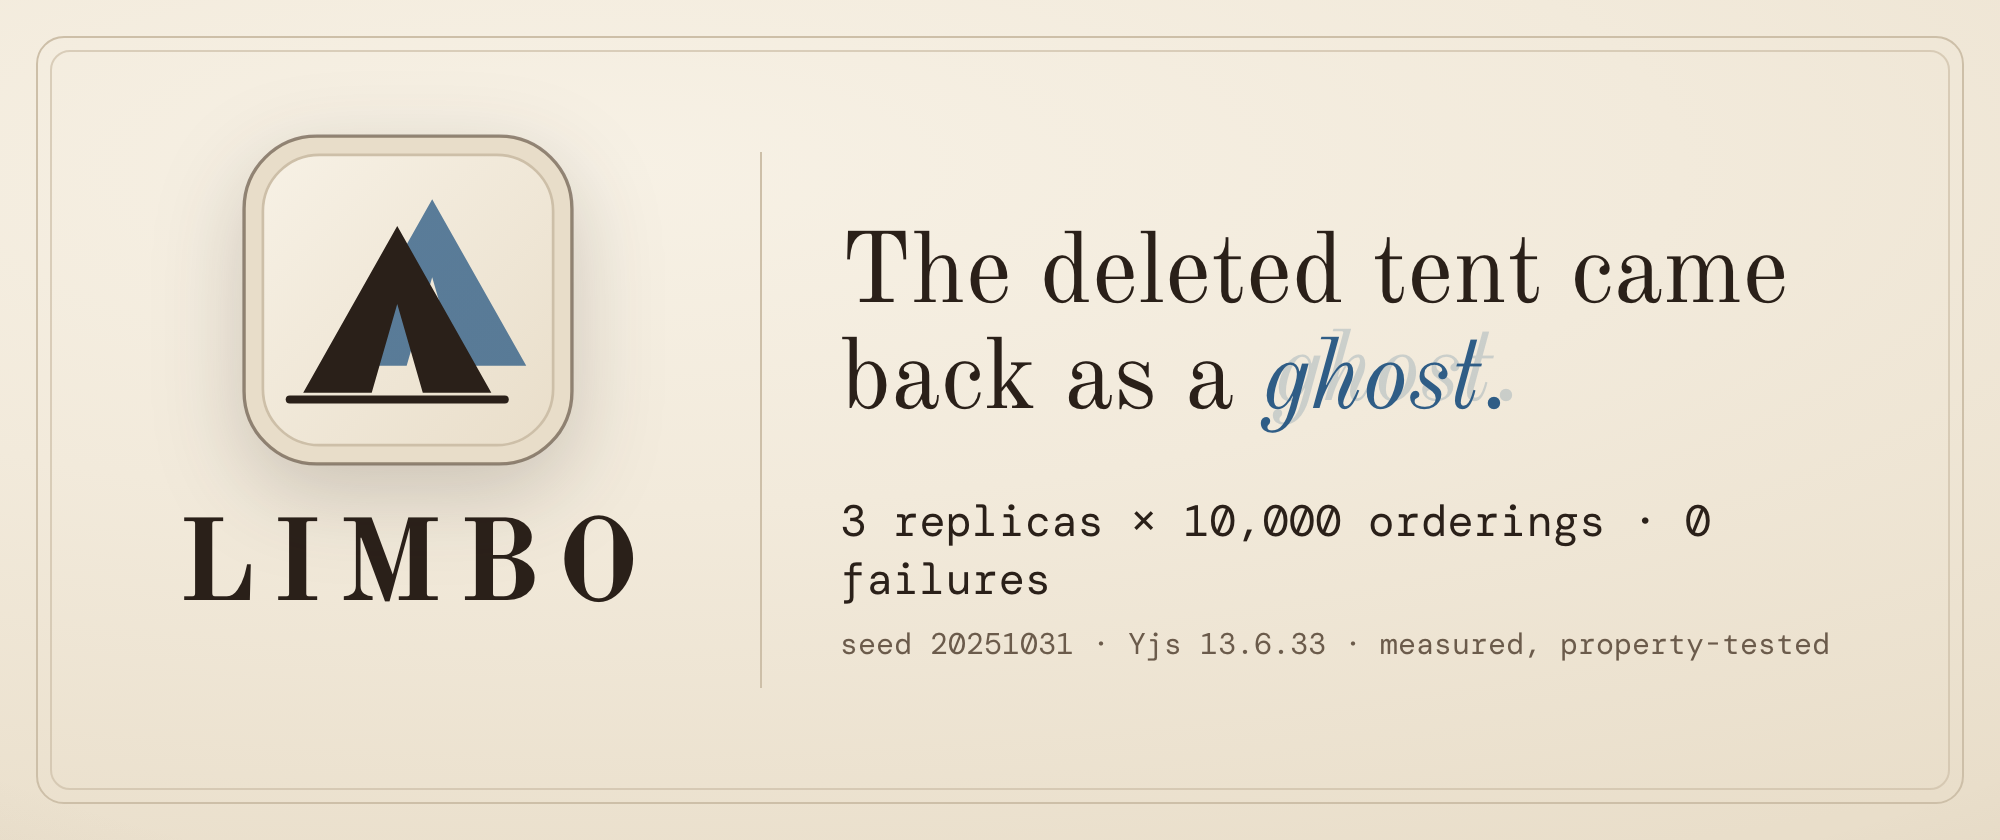 LIMBO
The deleted tent came
back as a ghost.
3 replicas × 10,000 orderings · 0
failures
seed 20251031 · Yjs 13.6.33 · measured, property-tested